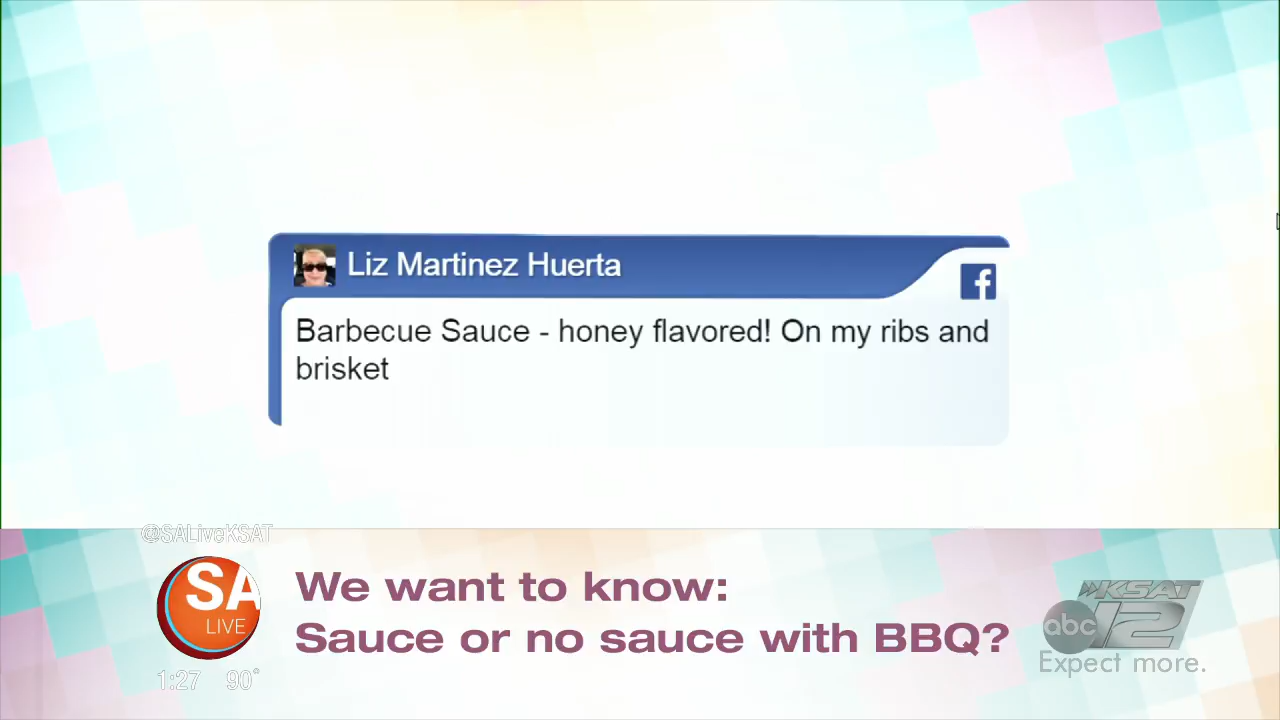 Liz Martinez Huerta
Barbecue Sauce - honey flavored! On my ribs and
brisket
@SALiveKSAT
SA
LIVE
1:27 90°
We want to know:
Sauce or no sauce with BBQ?
KSAT
abc 12
Expect more.